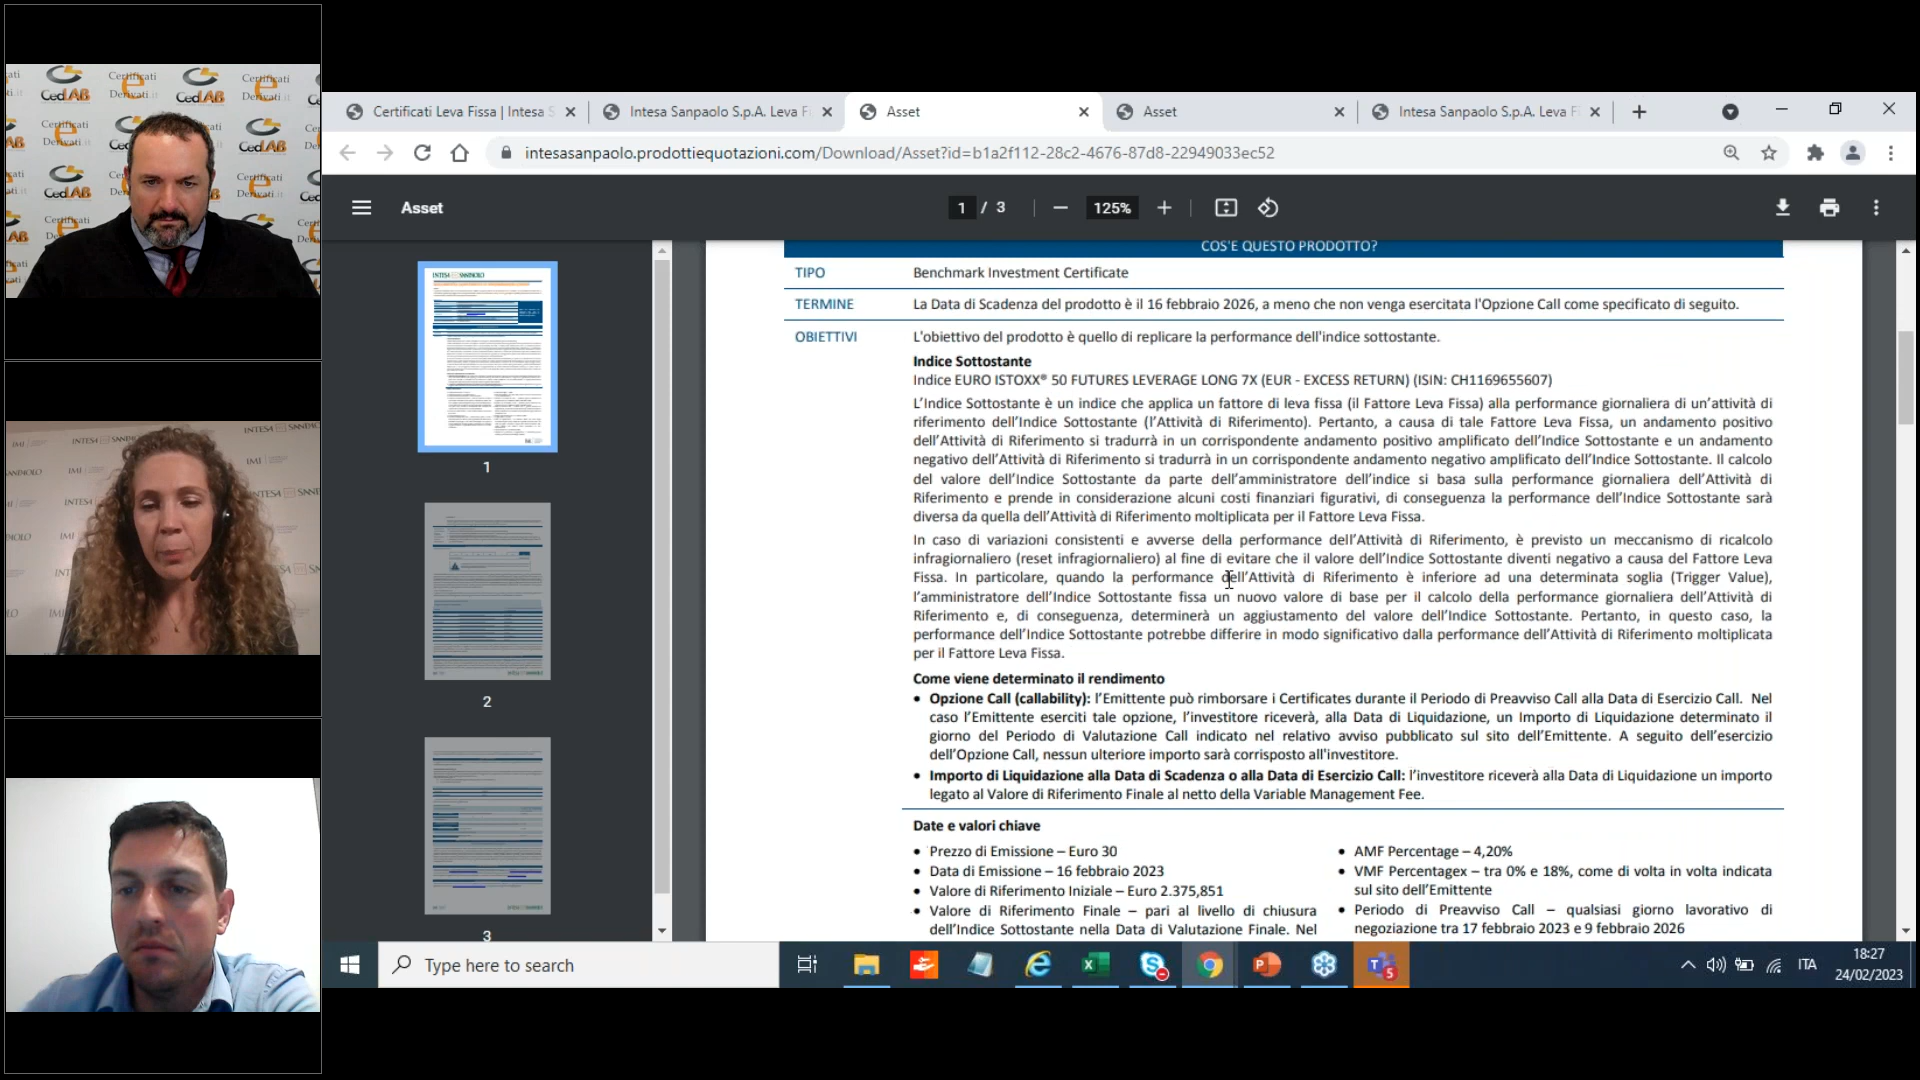 Certificati Leva Fissa | Intesa S
Intesa Sanpaolo S.p.A. Leva F
Asset
Asset
Intesa Sanpaolo S.p.A. Leva F
intesasanpaolo.prodottiequotazioni.com/Download/Asset?id=b1a2f112-28c2-4676-87d8-22949033ec52
Asset
1 / 3
125%
COS'E QUESTO PRODOTTO?
TIPO
Benchmark Investment Certificate
TERMINE
La Data di Scadenza del prodotto è il 16 febbraio 2026, a meno che non venga esercitata l'Opzione Call come specificato di seguito.
OBIETTIVI
L'obiettivo del prodotto è quello di replicare la performance dell'indice sottostante.
Indice Sottostante
Indice EURO ISTOXX® 50 FUTURES LEVERAGE LONG 7X (EUR - EXCESS RETURN) (ISIN: CH1169655607)
L'Indice Sottostante è un indice che applica un fattore di leva fissa (il Fattore Leva Fissa) alla performance giornaliera di un'attività di
riferimento dell'Indice Sottostante (l'Attività di Riferimento). Pertanto, a causa di tale Fattore Leva Fissa, un andamento positivo
dell'Attività di Riferimento si tradurrà in un corrispondente andamento positivo amplificato dell'Indice Sottostante e un andamento
negativo dell'Attività di Riferimento si tradurrà in un corrispondente andamento negativo amplificato dell'Indice Sottostante. Il calcolo
del valore dell'Indice Sottostante da parte dell'amministratore dell'indice si basa sulla performance giornaliera dell'Attività di
Riferimento e prende in considerazione alcuni costi finanziari figurativi, di conseguenza la performance dell'Indice Sottostante sarà
diversa da quella dell'Attività di Riferimento moltiplicata per il Fattore Leva Fissa.
In caso di variazioni consistenti e avverse della performance dell'Attività di Riferimento, è previsto un meccanismo di ricalcolo
infragiornaliero (reset infragiornaliero) al fine di evitare che il valore dell'Indice Sottostante diventi negativo a causa del Fattore Leva
Fissa. In particolare, quando la performance dell'Attività di Riferimento è inferiore ad una determinata soglia (Trigger Value),
l'amministratore dell'Indice Sottostante fissa un nuovo valore di base per il calcolo della performance giornaliera dell'Attività di
Riferimento e, di conseguenza, determinerà un aggiustamento del valore dell'Indice Sottostante. Pertanto, in questo caso, la
performance dell'Indice Sottostante potrebbe differire in modo significativo dalla performance dell'Attività di Riferimento moltiplicata
per il Fattore Leva Fissa.
Come viene determinato il rendimento
• Opzione Call (callability): l'Emittente può rimborsare i Certificates durante il Periodo di Preavviso Call alla Data di Esercizio Call. Nel
caso l'Emittente eserciti tale opzione, l'investitore riceverà, alla Data di Liquidazione, un Importo di Liquidazione determinato il
giorno del Periodo di Valutazione Call indicato nel relativo avviso pubblicato sul sito dell'Emittente. A seguito dell'esercizio
dell'Opzione Call, nessun ulteriore importo sarà corrisposto all'investitore.
• Importo di Liquidazione alla Data di Scadenza o alla Data di Esercizio Call: l'investitore riceverà alla Data di Liquidazione un importo
legato al Valore di Riferimento Finale al netto della Variable Management Fee.
Date e valori chiave
• Prezzo di Emissione – Euro 30
• Data di Emissione – 16 febbraio 2023
• Valore di Riferimento Iniziale – Euro 2.375,851
• Valore di Riferimento Finale – pari al livello di chiusura
dell'Indice Sottostante nella Data di Valutazione Finale. Nel
• AMF Percentage – 4,20%
• VMF Percentagex – tra 0% e 18%, come di volta in volta indicata
sul sito dell'Emittente
• Periodo di Preavviso Call – qualsiasi giorno lavorativo di
negoziazione tra 17 febbraio 2023 e 9 febbraio 2026
1
2
3
Type here to search
ITA
18:27
24/02/2023
Certificati
Derivati.it
CedLAB
INTESA SANPAOLO
IMI